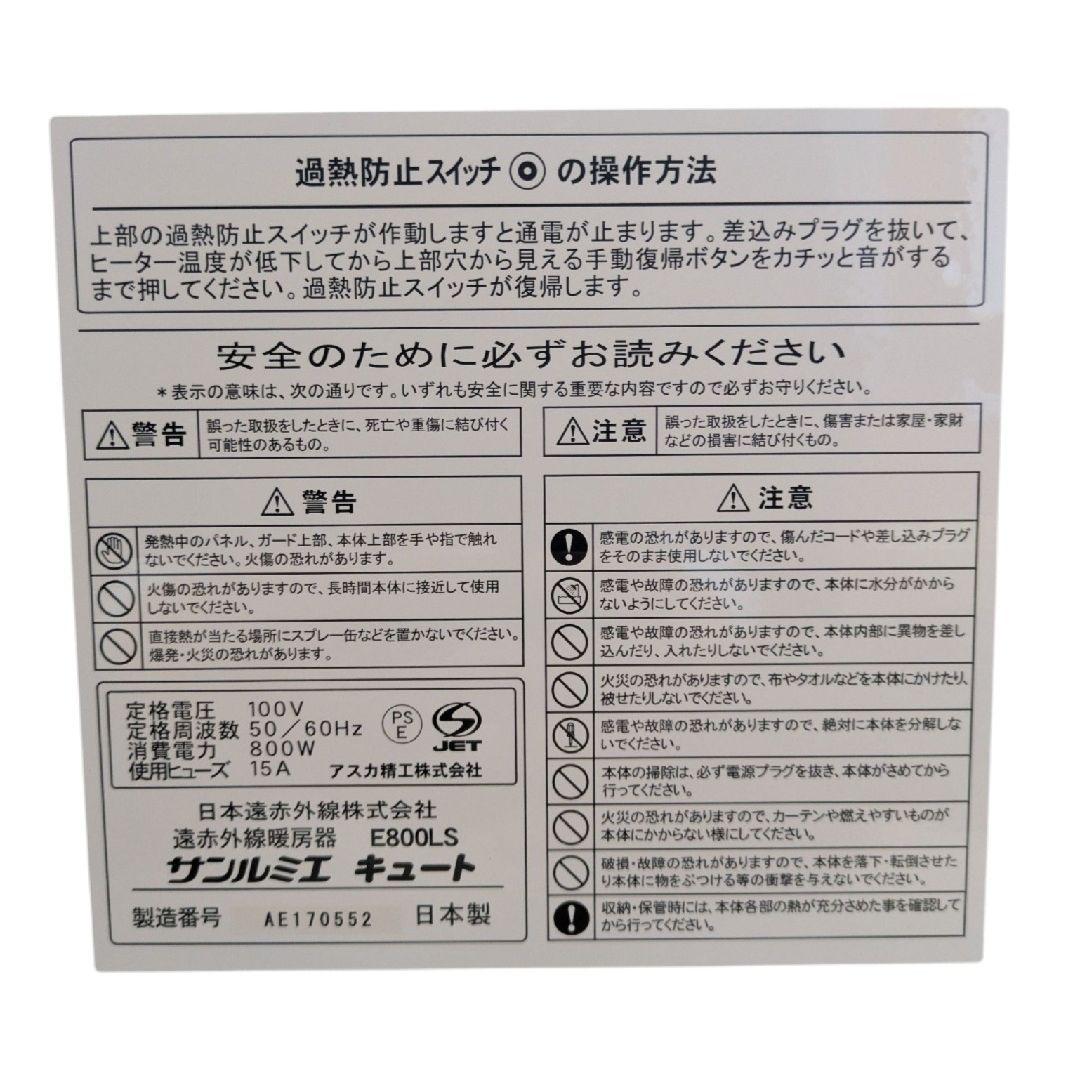 過熱防止スイッチ◎の操作方法
上部の過熱防止スイッチが作動しますと通電が止まります。差込みプラグを抜いて、
ヒーター温度が低下してから上部穴から見える手動復帰ボタンをカチッと音がする
まで押してください。過熱防止スイッチが復帰します。
安全のために必ずお読みください
*表示の意味は、次の通りです。いずれも安全に関する重要な内容ですので必ずお守りください。
警告
誤った取扱をしたときに、死亡や重傷に結び付く
可能性のあるもの。
注意
誤った取扱をしたときに、傷害または家屋・家財
などの損害に結び付くもの。
警告
発熱中のパネル、ガード上部、本体上部を手や指で触れ
ないでください。火傷の恐れがあります。
火傷の恐れがありますので、長時間本体に接近して使用
しないでください。
直接熱が当たる場所にスプレー缶などを置かないでください。
爆発・火災の恐れがあります。
定格電圧 100V
定格周波数 50/60Hz
消費電力 800W
使用ヒューズ 15A
PS
E
JET
アスカ精工株式会社
日本遠赤外線株式会社
遠赤外線暖房器 E800LS
サンルミエ キュート
製造番号 AE170552 日本製
注意
感電の恐れがありますので、傷んだコードや差し込みプラグ
をそのまま使用しないでください。
感電や故障の恐れがありますので、本体に水分がかから
ないようにしてください。
感電や故障の恐れがありますので、本体内部に異物を差し
込んだり、入れたりしないでください。
火災の恐れがありますので、布やタオルなどを本体にかけたり、
被せたりしないでください。
感電や故障の恐れがありますので、絶対に本体を分解しな
いでください。
本体の掃除は、必ず電源プラグを抜き、本体がさめてから
行ってください。
火災の恐れがありますので、カーテンや燃えやすいものが
本体にかからない様にしてください。
破損・故障の恐れがありますので、本体を落下・転倒させた
り本体に物をぶつける等の衝撃を与えないでください。
収納・保管時には、本体各部の熱が充分さめた事を確認して
から行ってください。